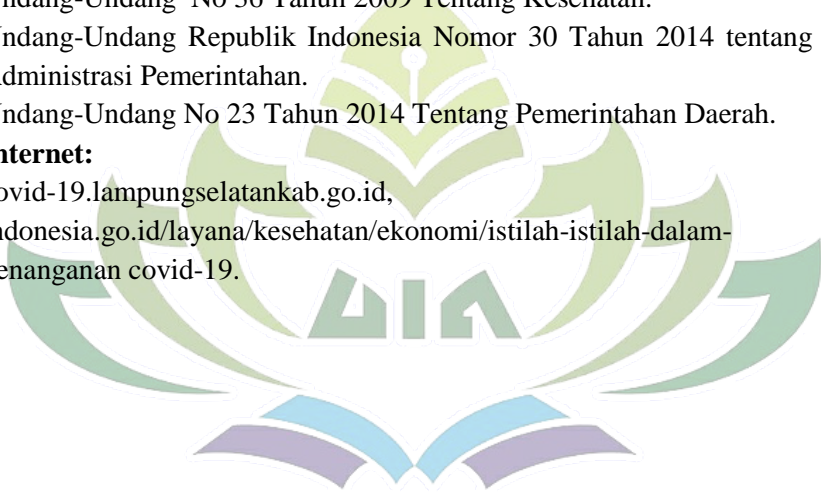 ndang-Undang No 36 Tahun 2009 Tentang Kesehatan.
ndang-Undang Republik Indonesia Nomor 30 Tahun 2014 tentang
dministrasi Pemerintahan.
ndang-Undang No 23 Tahun 2014 Tentang Pemerintahan Daerah.
nternet:
ovid-19.lampungselatankab.go.id,
ndonesia.go.id/layana/kesehatan/ekonomi/istilah-istilah-dalam-
enanganan covid-19.
UIN